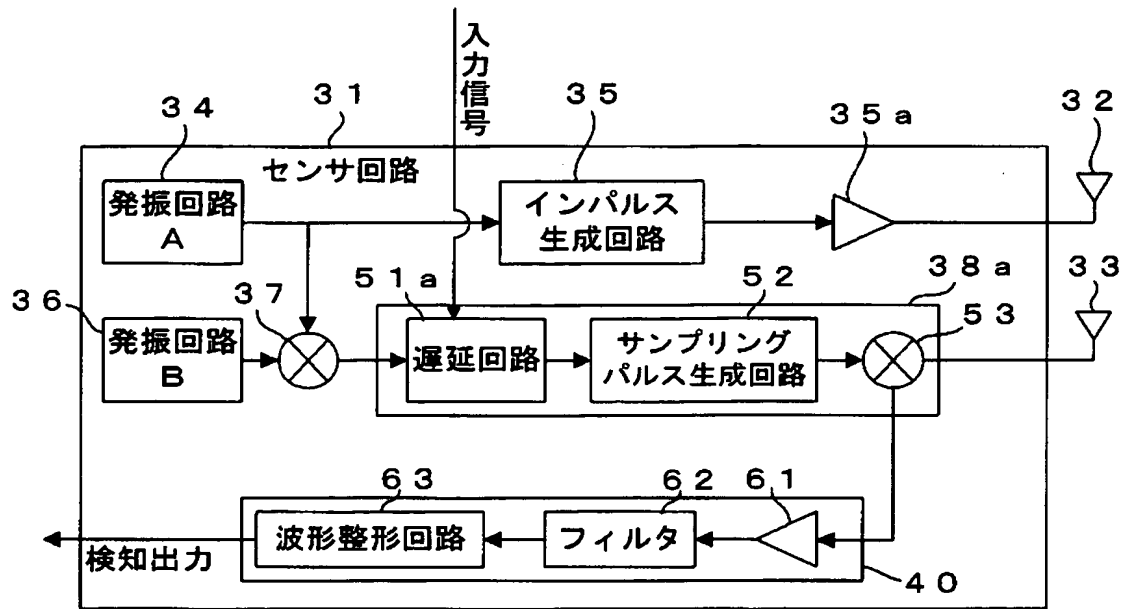 入力信号
34
31
35
35a
32
センサ回路
発振回路
A
インパルス
生成回路
36
37
51a
52
38a
33
53
発振回路
B
遅延回路
サンプリング
パルス生成回路
63
62
61
波形整形回路
フィルタ
検知出力
40